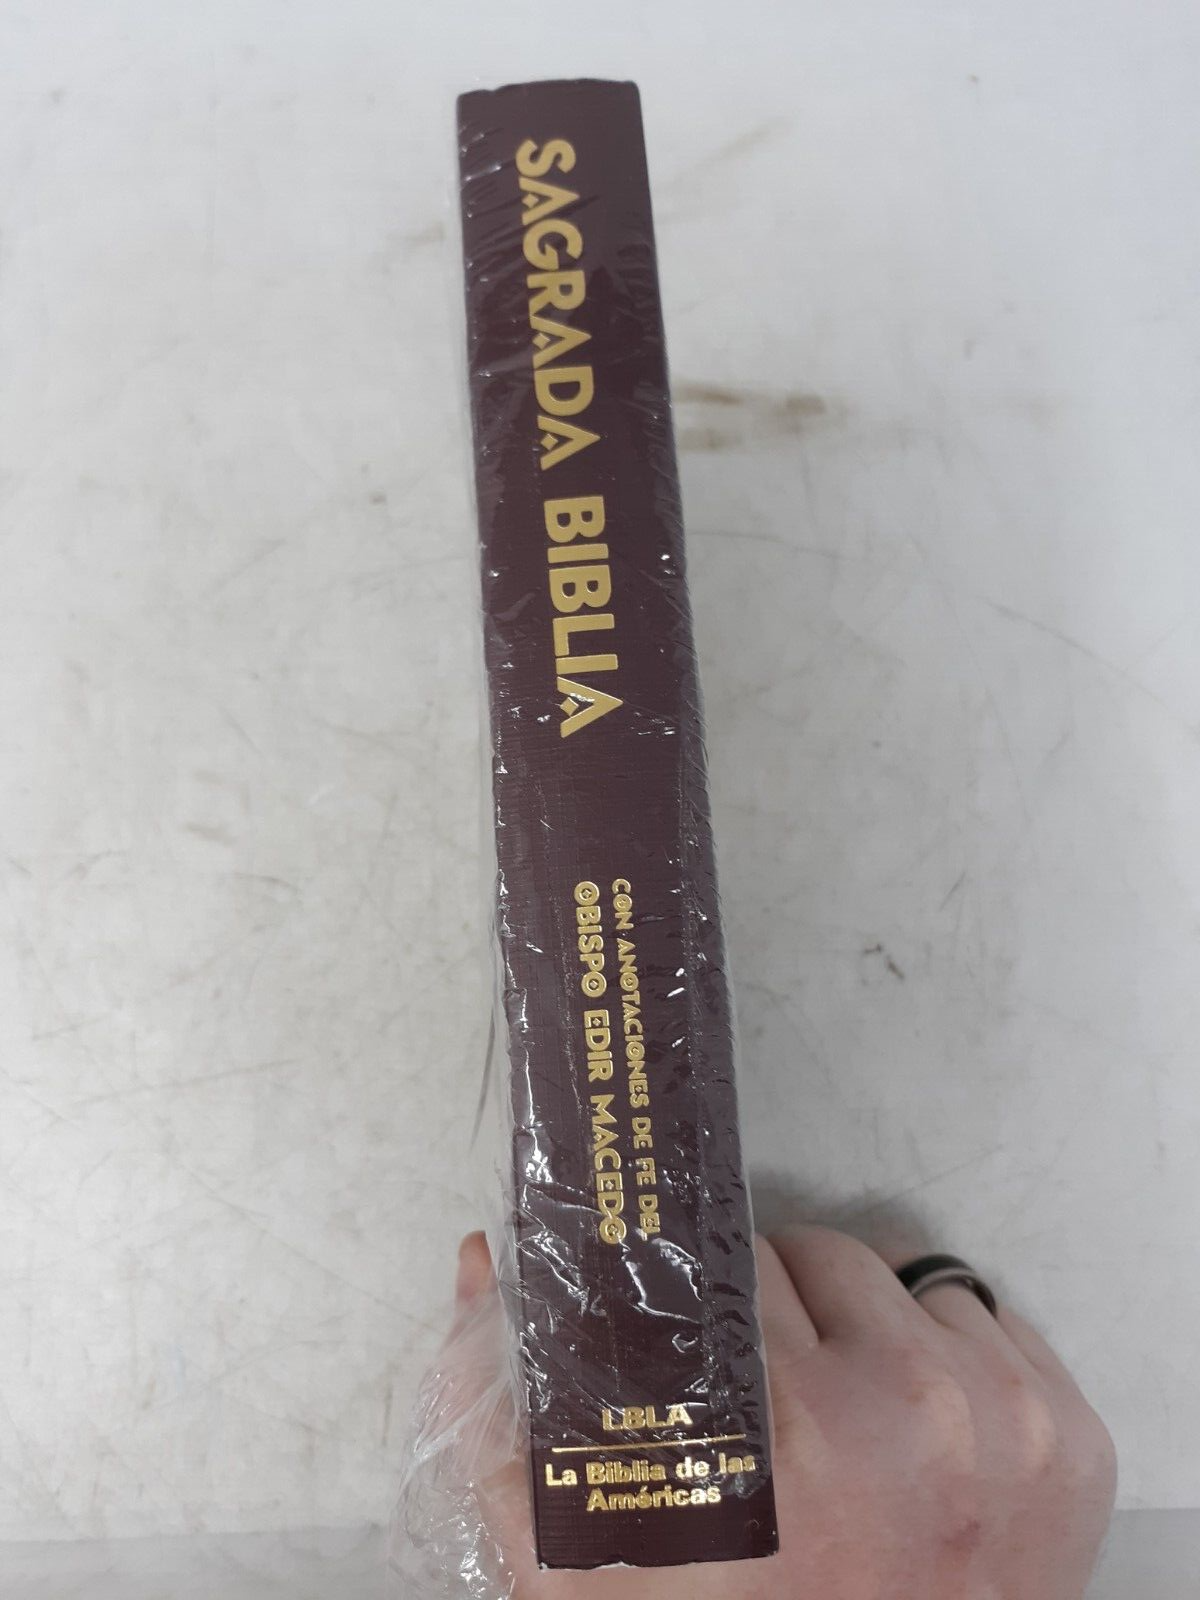 SAGRADA BIBLIA
CON ANOTACIONES DE FE DEL
OBISPO EDIR MACEDO
LBLA
La Biblia de las
Américas